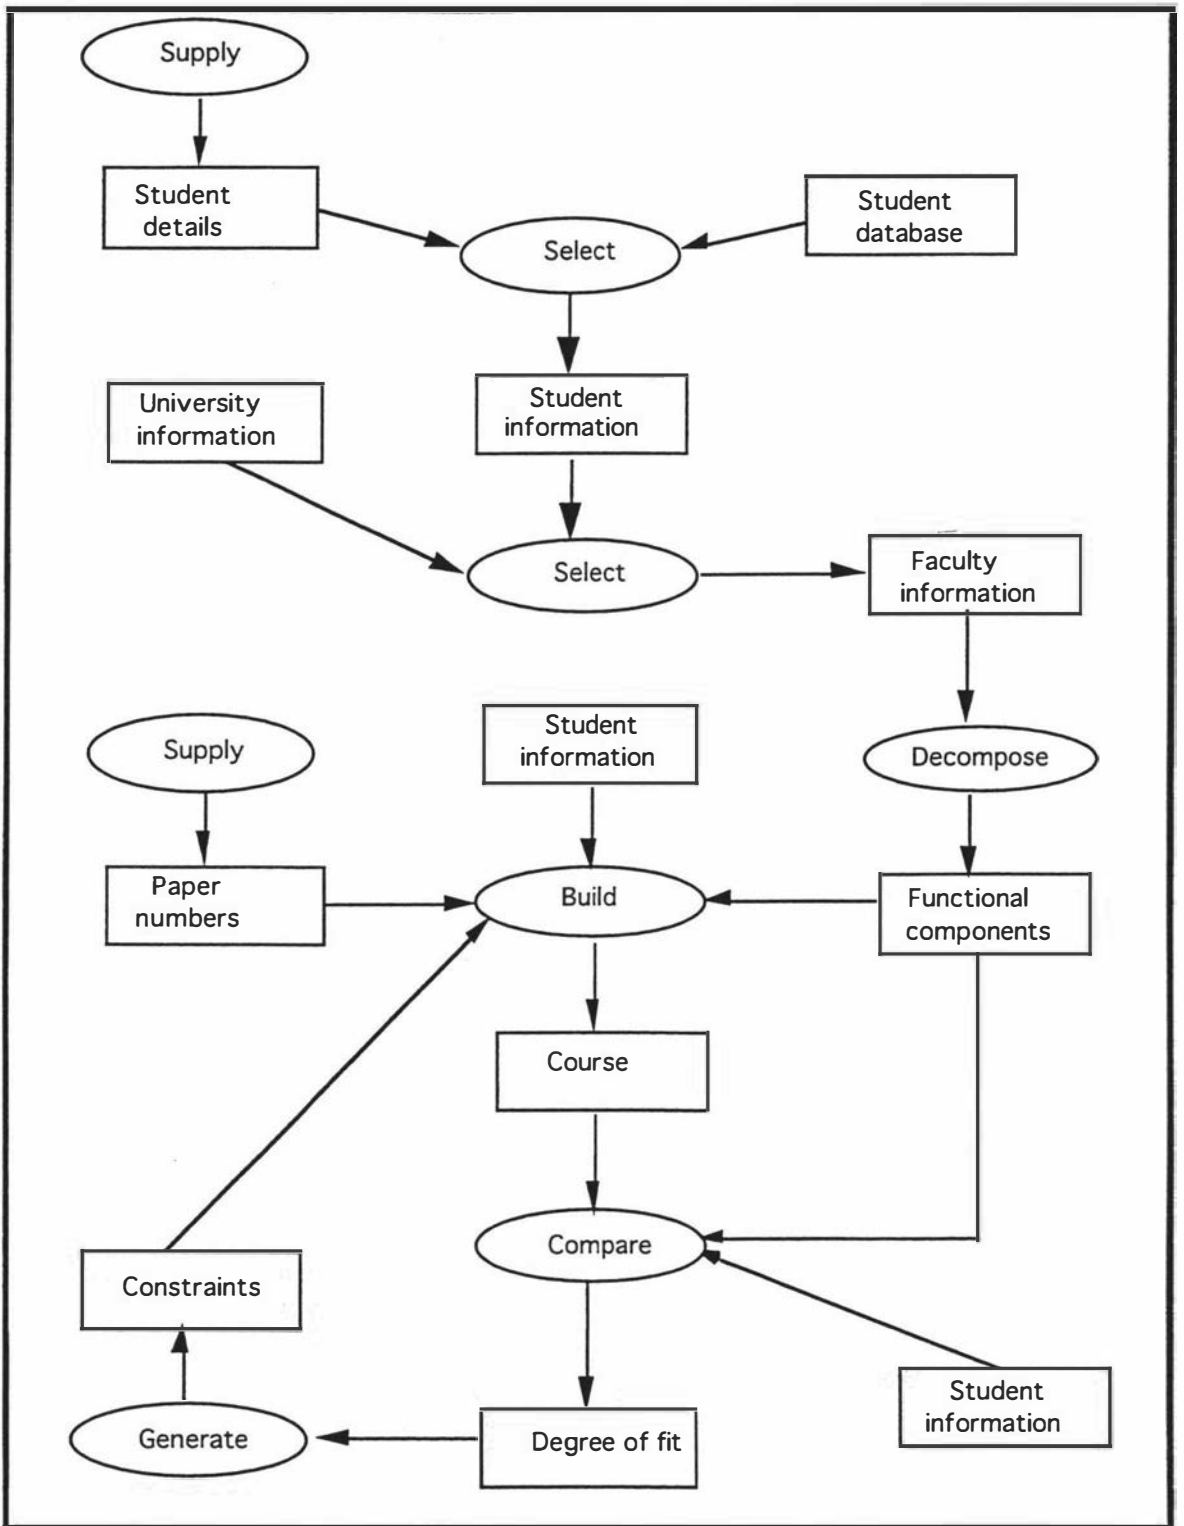 Supply
Student
details
Student
database
Select
University
information
Student
information
Select
Faculty
information
Supply
Student
information
Decompose
Paper
numbers
Build
Functional
components
Course
Compare
Constraints
Student
information
Generate
Degree of fit